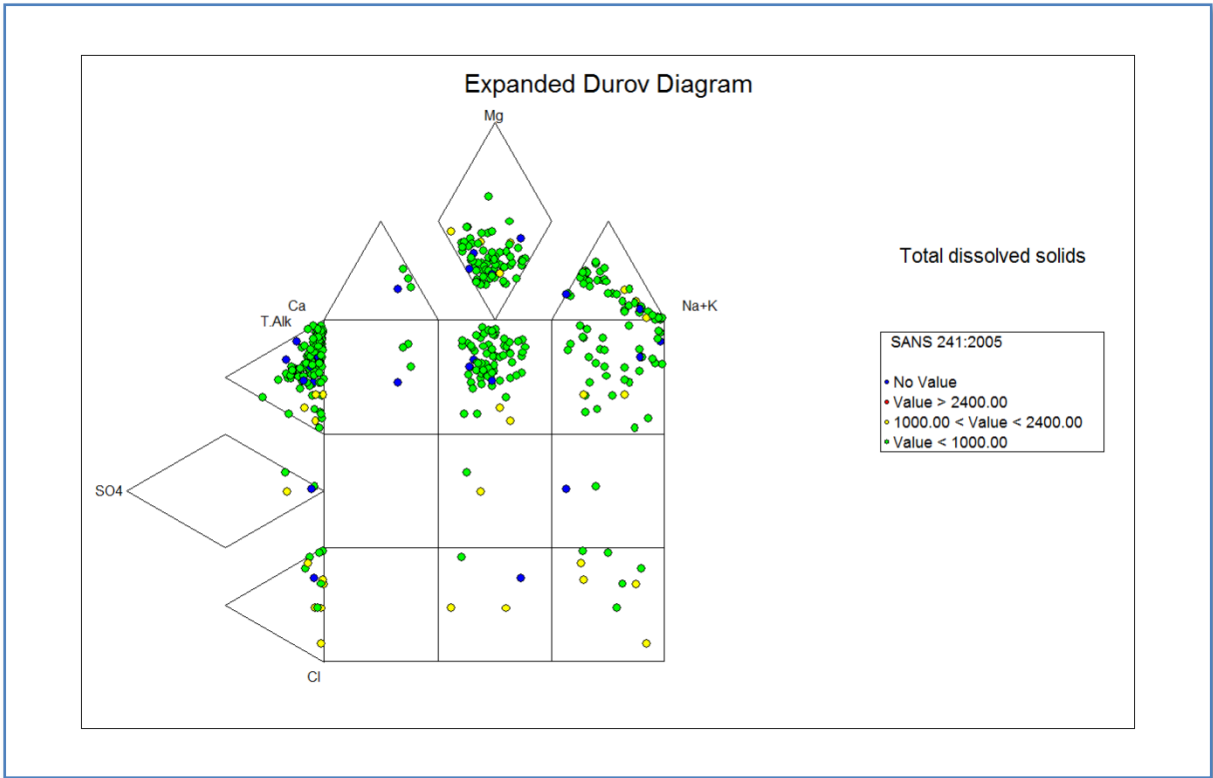 Expanded Durov Diagram
Mg
Total dissolved solids
Ca
Na+K
T.Alk
SANS 241:2005
No Value
Value > 2400.00
1000.00 < Value < 2400.00
Value < 1000.00
SO4
Cl